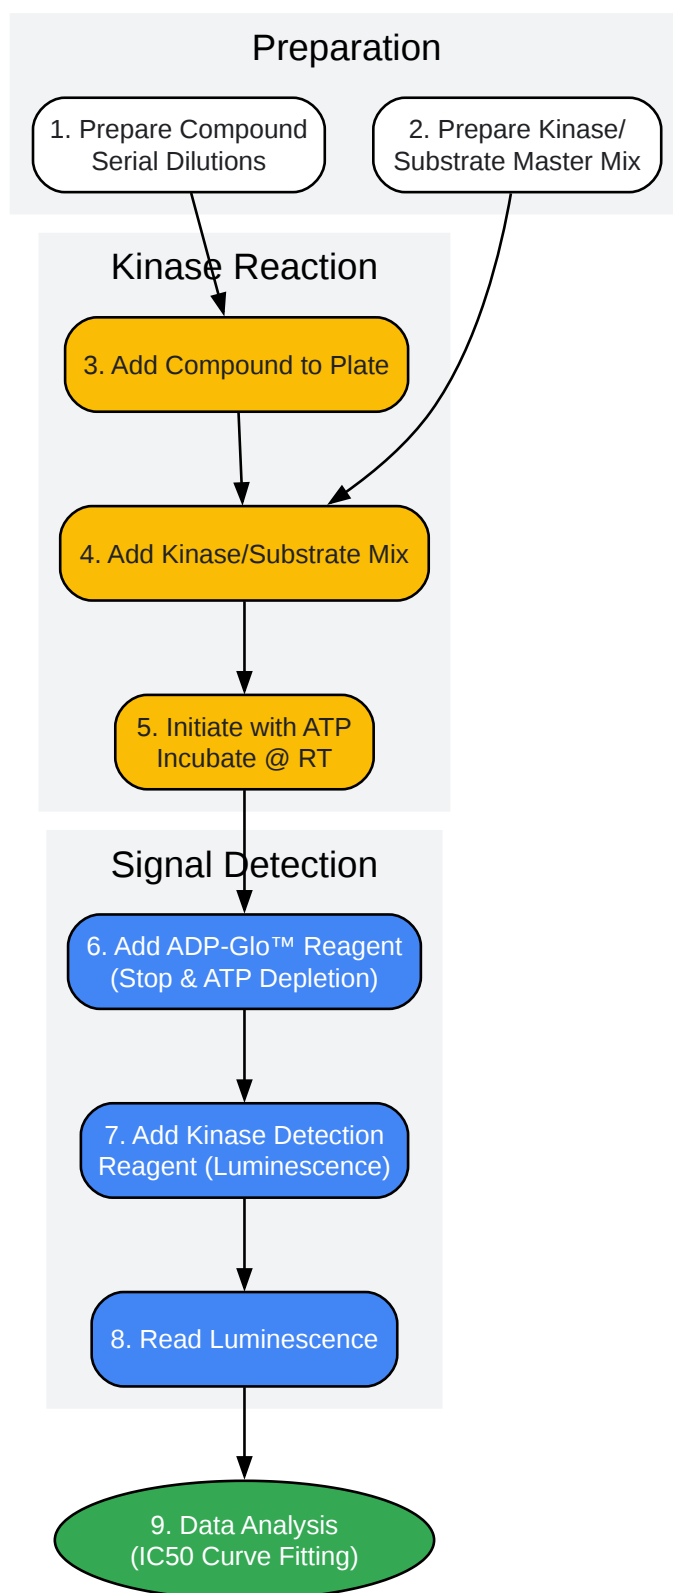 Preparation
1. Prepare Compound
Serial Dilutions
2. Prepare Kinase/
Substrate Master Mix
Kinase Reaction
3. Add Compound to Plate
4. Add Kinase/Substrate Mix
5. Initiate with ATP
Incubate @ RT
Signal Detection
6. Add ADP-Glo™ Reagent
(Stop & ATP Depletion)
7. Add Kinase Detection
Reagent (Luminescence)
8. Read Luminescence
9. Data Analysis
(IC50 Curve Fitting)